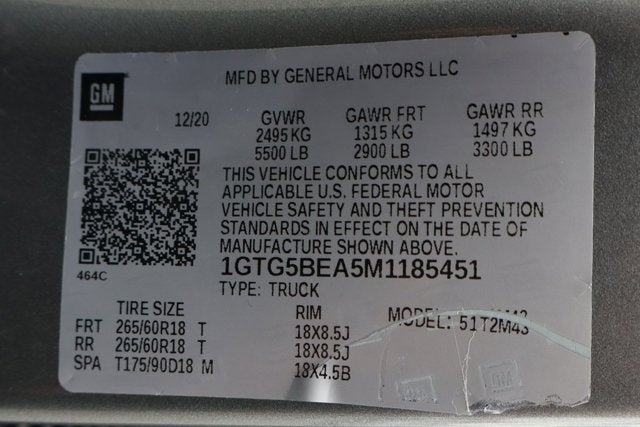 GM
MFD BY GENERAL MOTORS LLC
12/20 GVWR GAWR FRT GAWR RR
2495 KG 1315 KG 1497 KG
5500 LB 2900 LB 3300 LB
THIS VEHICLE CONFORMS TO ALL
APPLICABLE U.S. FEDERAL MOTOR
VEHICLE SAFETY AND THEFT PREVENTION
STANDARDS IN EFFECT ON THE DATE OF
MANUFACTURE SHOWN ABOVE.
464C
1GTG5BEA5M1185451
TYPE: TRUCK
TIRE SIZE RIM MODEL: 51T2M43
FRT 265/60R18 T 18X8.5J
RR 265/60R18 T 18X8.5J
SPA T175/90D18 M 18X4.5B
GM